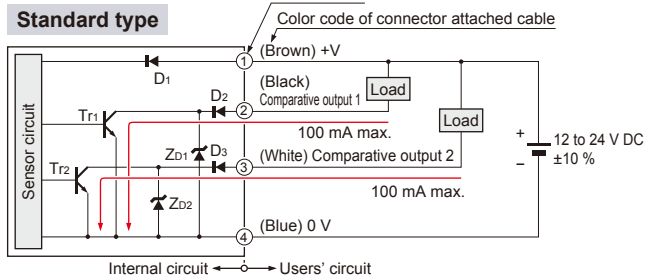 Standard type
Color code of connector attached cable
1
(Brown) +V
D1
(Black)
Comparative output 1
Load
Load
D2
2
Tr1
100 mA max.
+
12 to 24 V DC
±10 %
−
Sensor circuit
ZD1
D3
3
(White) Comparative output 2
Tr2
100 mA max.
ZD2
(Blue) 0 V
4
Internal circuit
Users' circuit